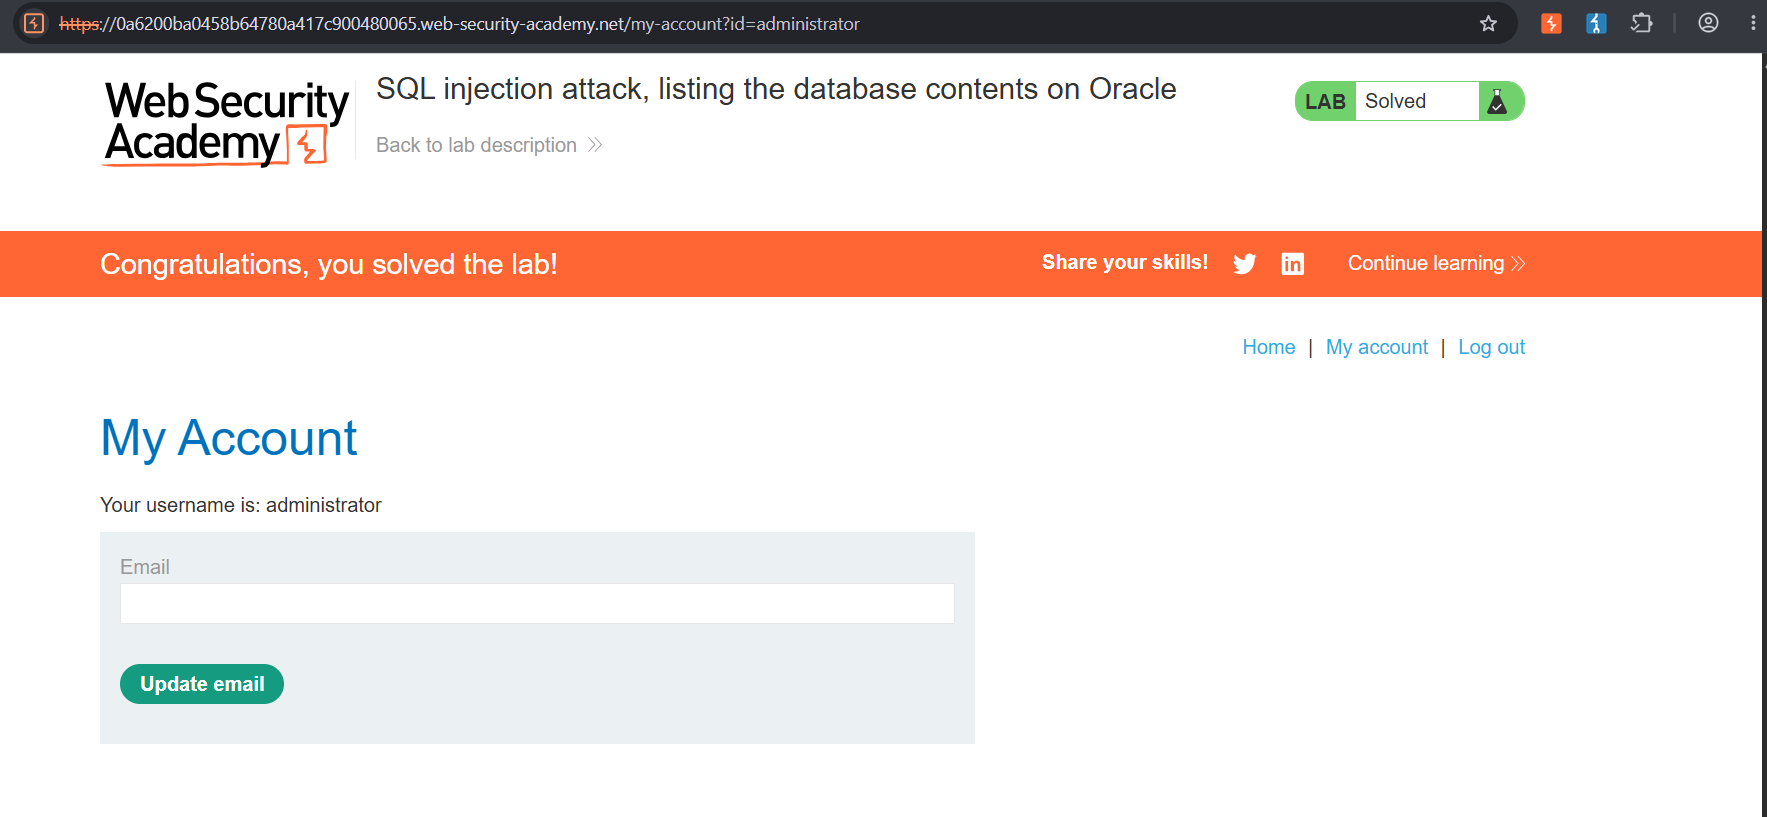 https://0a6200ba0458b64780a417c900480065.web-security-academy.net/my-account?id=administrator
Web Security
Academy
SQL injection attack, listing the database contents on Oracle
Back to lab description
LAB Solved
Congratulations, you solved the lab!
Share your skills!
Continue learning
Home | My account | Log out
My Account
Your username is: administrator
Email
Update email